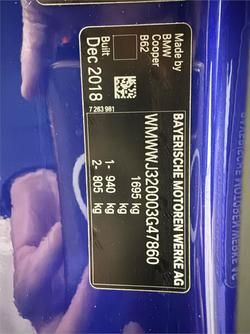 Made by
BMW
Cooper
B62
Built
Dec 2018
7 263 981
BAYERISCHE MOTOREN WERKE AG
WMWWJ320003G47860
1695 kg
1- 940 kg
2- 805 kg